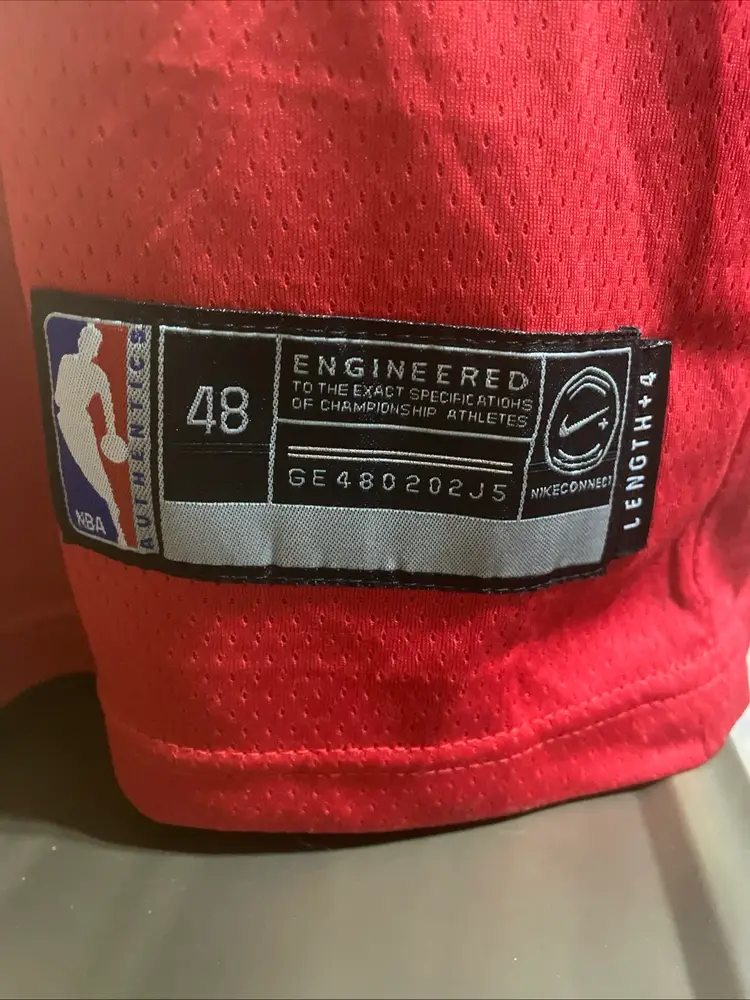 NBA
AUTHENTICS
48
ENGINEERED
TO THE EXACT SPECIFICATIONS
OF CHAMPIONSHIP ATHLETES
GE480202J5
NIKECONNECT
LENGTH+4